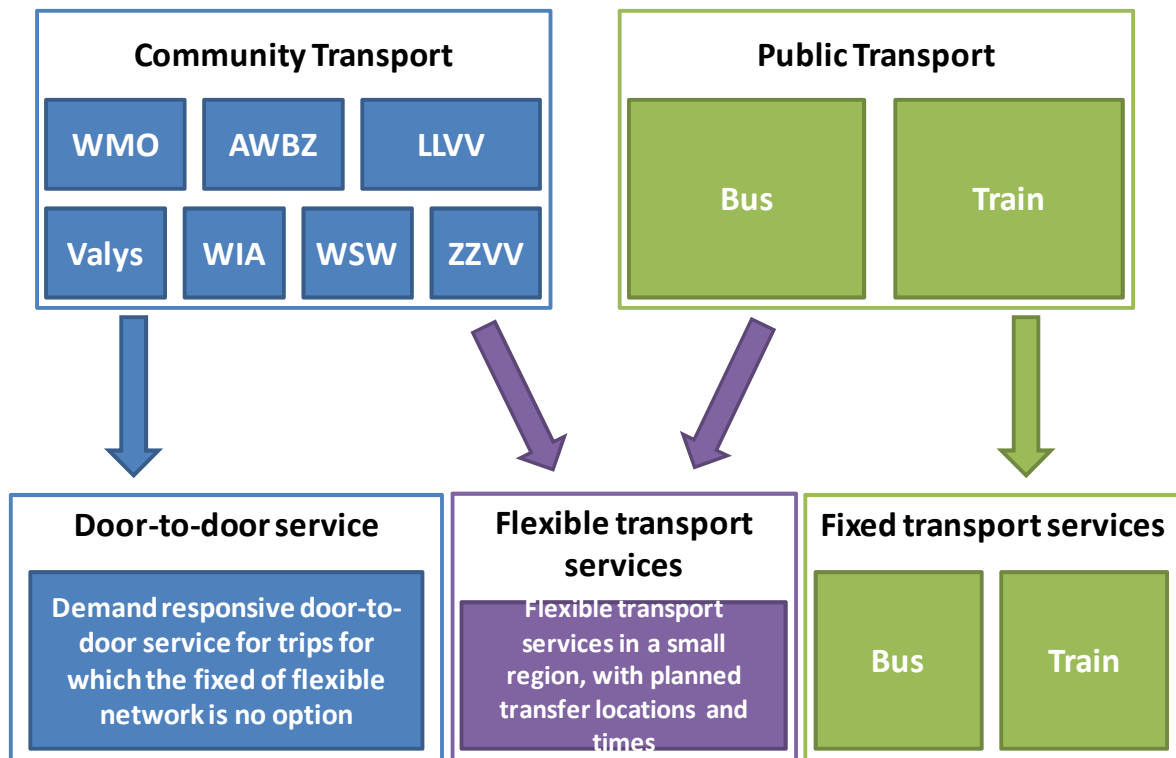 Community Transport
WMO
AWBZ
LLVV
Valys
WIA
WSW
ZZVV
Public Transport
Bus
Train
Door-to-door service
Demand responsive door-to-
door service for trips for
which the fixed of flexible
network is no option
Flexible transport
services
Flexible transport
services in a small
region, with planned
transfer locations and
times
Fixed transport services
Bus
Train